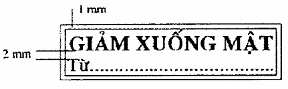 1 mm
GIẢM XUỐNG MẬT
2 mm
Từ........................................